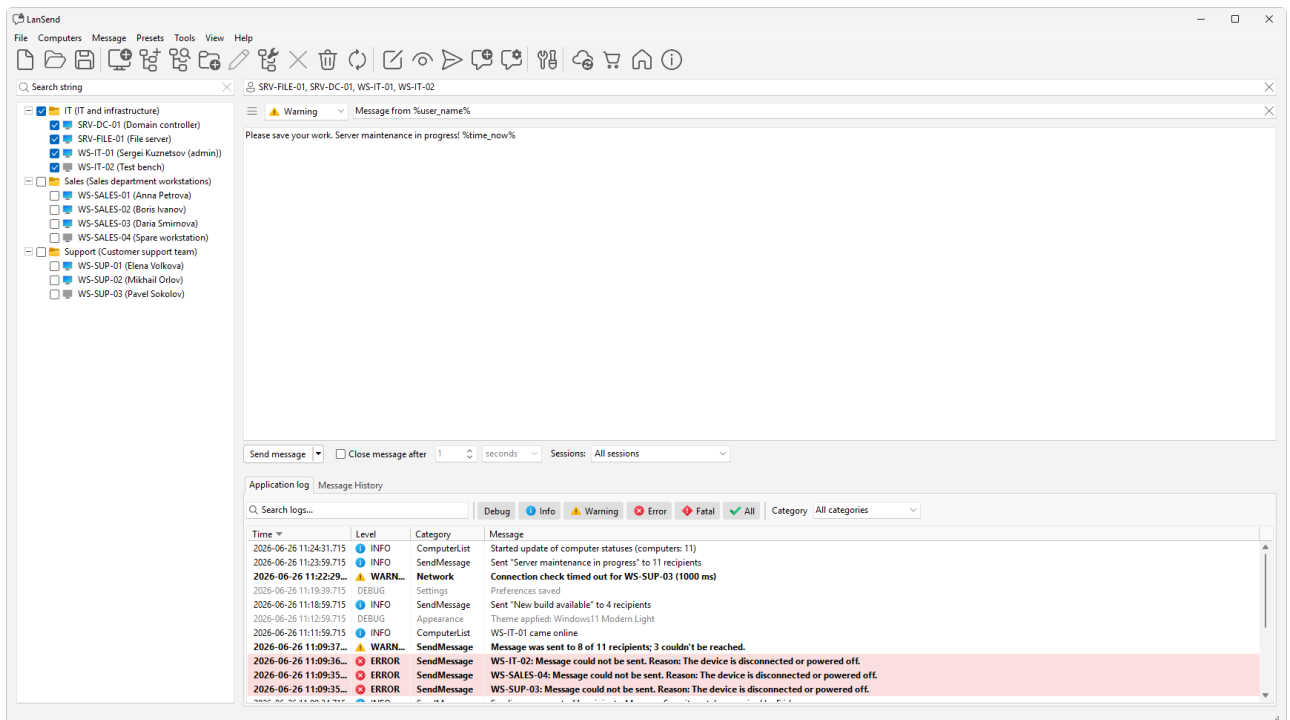 LanSend
File Computers Message Presets Tools View Help
Search string
SRV-FILE-01, SRV-DC-01, WS-IT-01, WS-IT-02
IT (IT and infrastructure)
SRV-DC-01 (Domain controller)
SRV-FILE-01 (File server)
WS-IT-01 (Sergei Kuznetsov (admin))
WS-IT-02 (Test bench)
Sales (Sales department workstations)
WS-SALES-01 (Anna Petrova)
WS-SALES-02 (Boris Ivanov)
WS-SALES-03 (Daria Smirnova)
WS-SALES-04 (Spare workstation)
Support (Customer support team)
WS-SUP-01 (Elena Volkova)
WS-SUP-02 (Mikhail Orlov)
WS-SUP-03 (Pavel Sokolov)
Warning Message from %user_name%
Please save your work. Server maintenance in progress! %time_now%
Send message Close message after 1 seconds Sessions: All sessions
Application log Message History
Search logs... Debug Info Warning Error Fatal All Category All categories
Time Level Category Message
2026-06-26 11:24:31.715 INFO ComputerList Started update of computer statuses (computers: 11)
2026-06-26 11:23:59.715 INFO SendMessage Sent "Server maintenance in progress" to 11 recipients
2026-06-26 11:22:29... WARN... Network Connection check timed out for WS-SUP-03 (1000 ms)
2026-06-26 11:19:39.715 DEBUG Settings Preferences saved
2026-06-26 11:18:59.715 INFO SendMessage Sent "New build available" to 4 recipients
2026-06-26 11:12:59.715 DEBUG Appearance Theme applied: Windows11 Modern Light
2026-06-26 11:11:59.715 INFO ComputerList WS-IT-01 came online
2026-06-26 11:09:37... WARN... SendMessage Message was sent to 8 of 11 recipients; 3 couldn't be reached.
2026-06-26 11:09:36... ERROR SendMessage WS-IT-02: Message could not be sent. Reason: The device is disconnected or powered off.
2026-06-26 11:09:35... ERROR SendMessage WS-SALES-04: Message could not be sent. Reason: The device is disconnected or powered off.
2026-06-26 11:09:35... ERROR SendMessage WS-SUP-03: Message could not be sent. Reason: The device is disconnected or powered off.